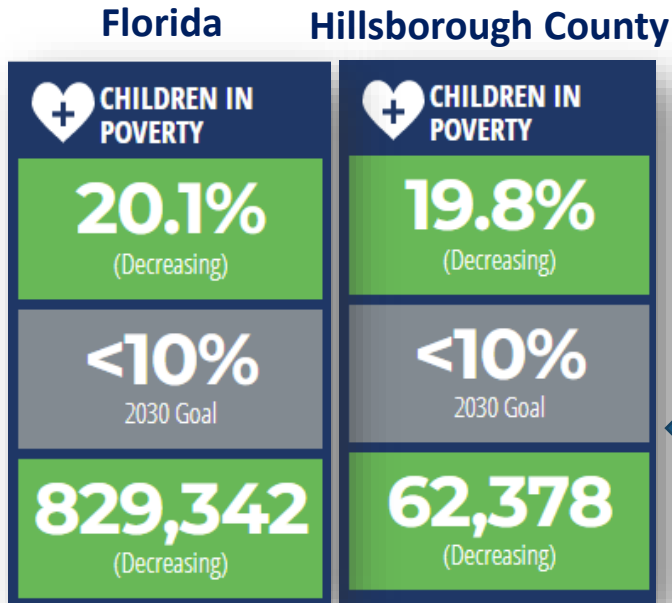 Florida
CHILDREN IN
POVERTY
20.1%
(Decreasing)
<10%
2030 Goal
829,342
(Decreasing)
Hillsborough County
CHILDREN IN
POVERTY
19.8%
(Decreasing)
<10%
2030 Goal
62,378
(Decreasing)